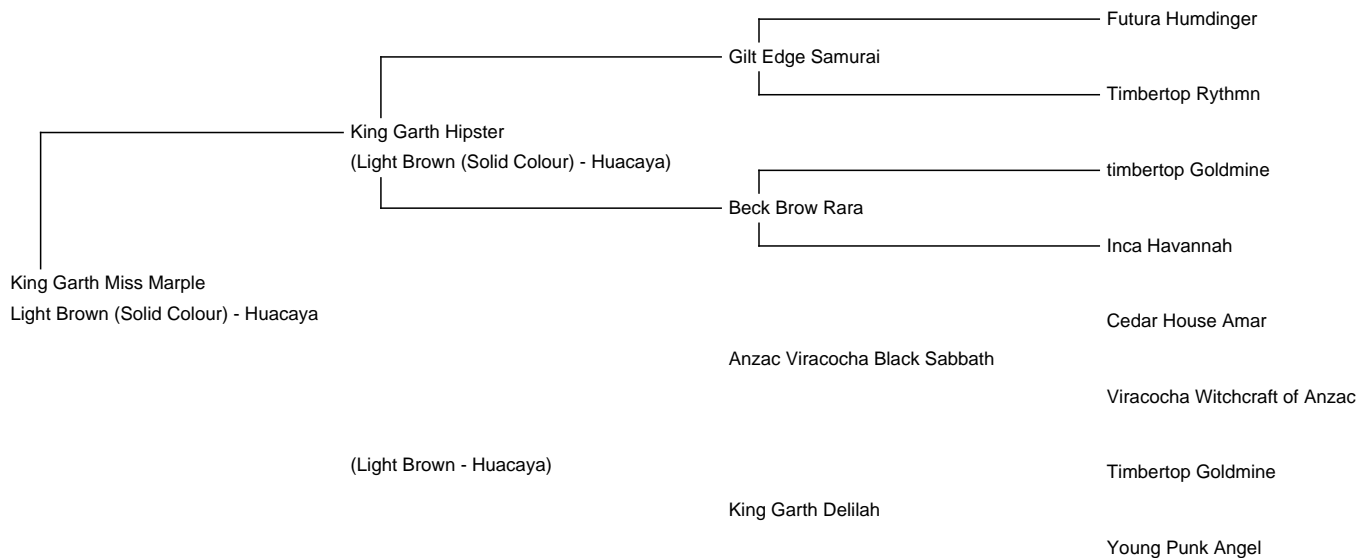 Futura Humdinger
Gilt Edge Samurai
Timbertop Rythmn
King Garth Hipster
(Light Brown (Solid Colour) - Huacaya)
timbertop Goldmine
Beck Brow Rara
Inca Havannah
King Garth Miss Marple
Light Brown (Solid Colour) - Huacaya
Cedar House Amar
Anzac Viracocha Black Sabbath
Viracocha Witchcraft of Anzac
(Light Brown - Huacaya)
Timbertop Goldmine
King Garth Delilah
Young Punk Angel